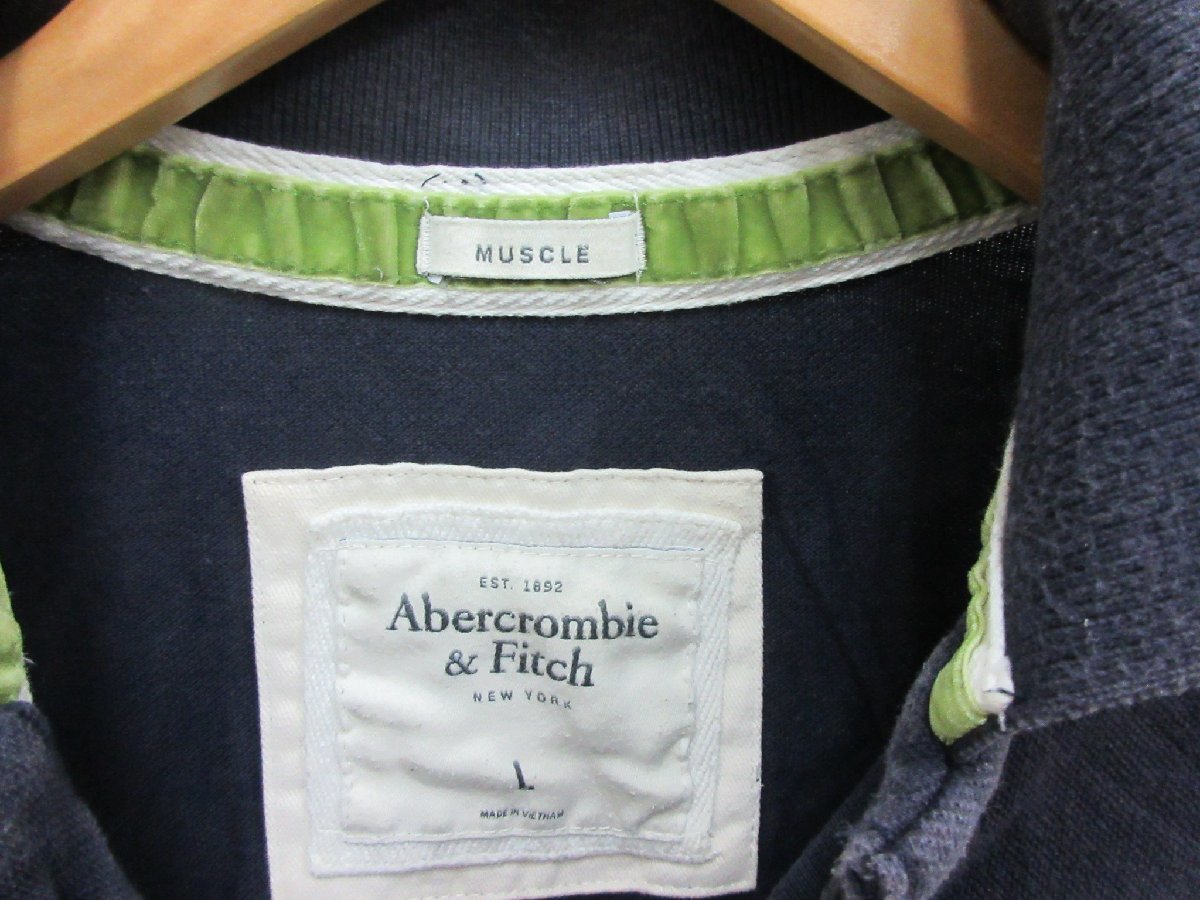 MUSCLE
EST. 1892
Abercrombie
& Fitch
NEW YORK
L
MADE IN VIETNAM